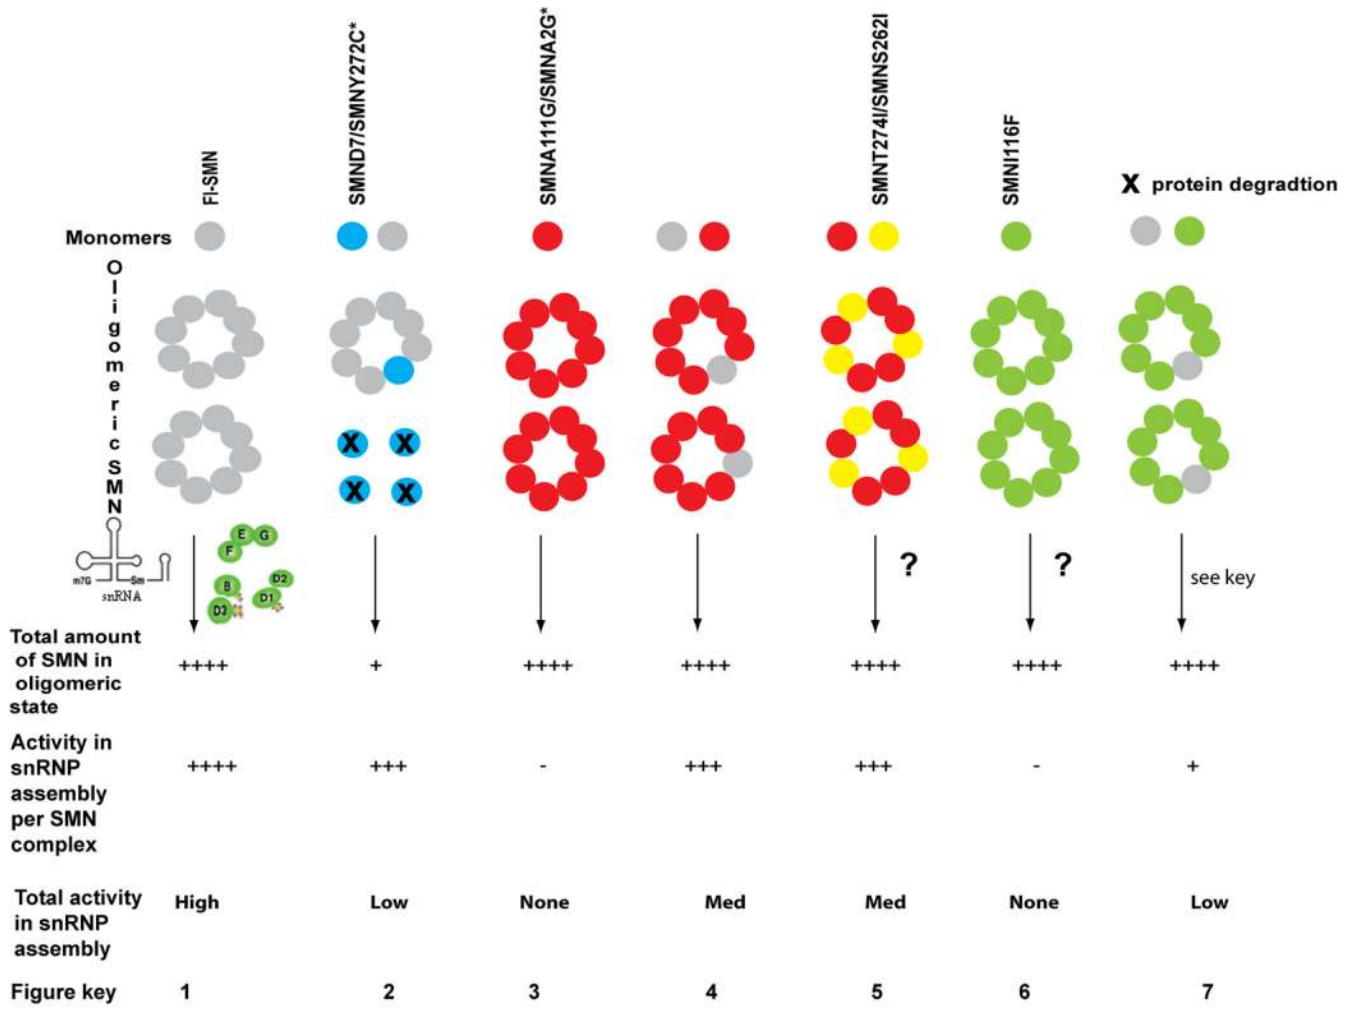 Fl-SMN
SMND7/SMNY272C*
SMNA111G/SMNA2G*
SMNT274I/SMNS262I
SMNI116F
X protein degradtion
Monomers
Oligomeric SMN
X X
X X
E G
F
B D2
D3 D1
m7G Sm
snRNA
? ? see key
Total amount
of SMN in
oligomeric
state
++++ + ++++ ++++ ++++ ++++ ++++
Activity in
snRNP
assembly
per SMN
complex
++++ +++ - +++ +++ - +
Total activity
in snRNP
assembly
High Low None Med Med None Low
Figure key 1 2 3 4 5 6 7